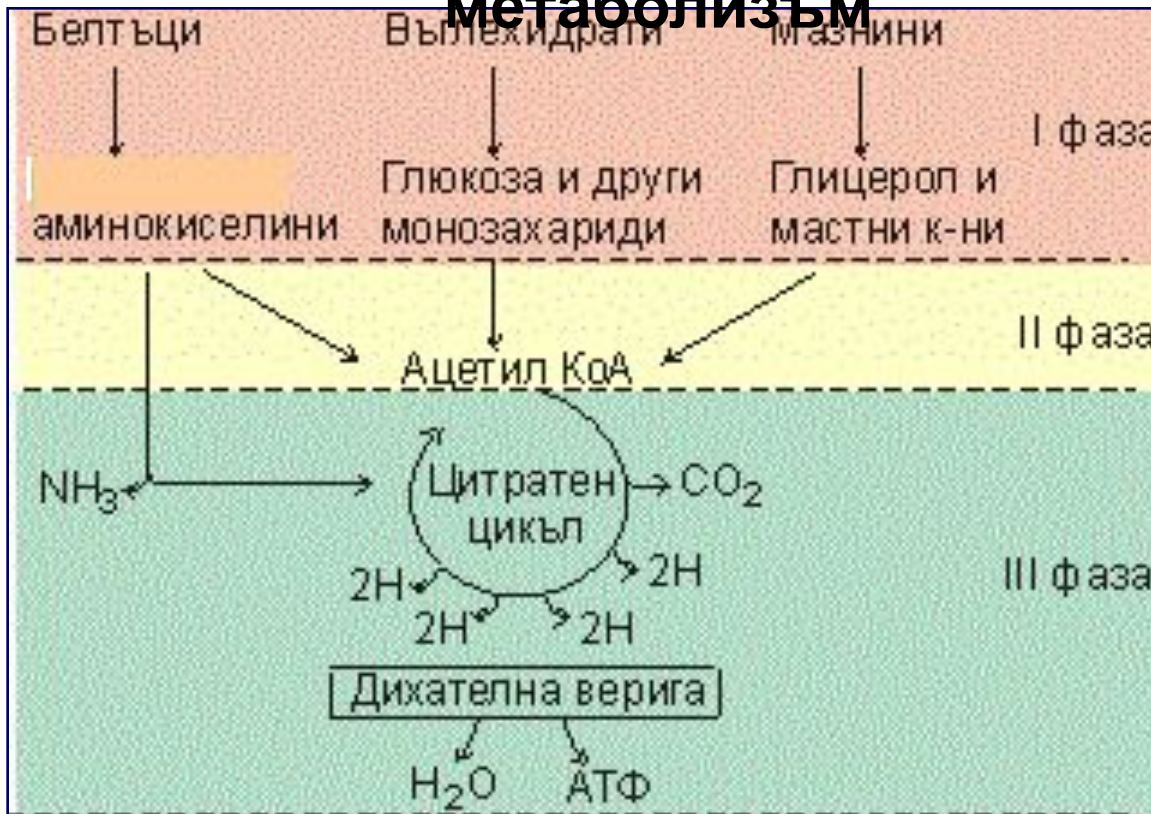 метаболизъм
Белтъци Въглехидрати Мазнини
I фаза
Глюкоза и други Глицерол и
аминокиселини монозахариди мастни к-ни
II фаза
Ацетил КоА
NH3 Цитратен CO2
цикъл
2H 2H III фаза
2H 2H
Дихателна верига
H2O АТФ